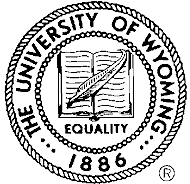 THE UNIVERSITY OF WYOMING
EQUALITY
1886
®